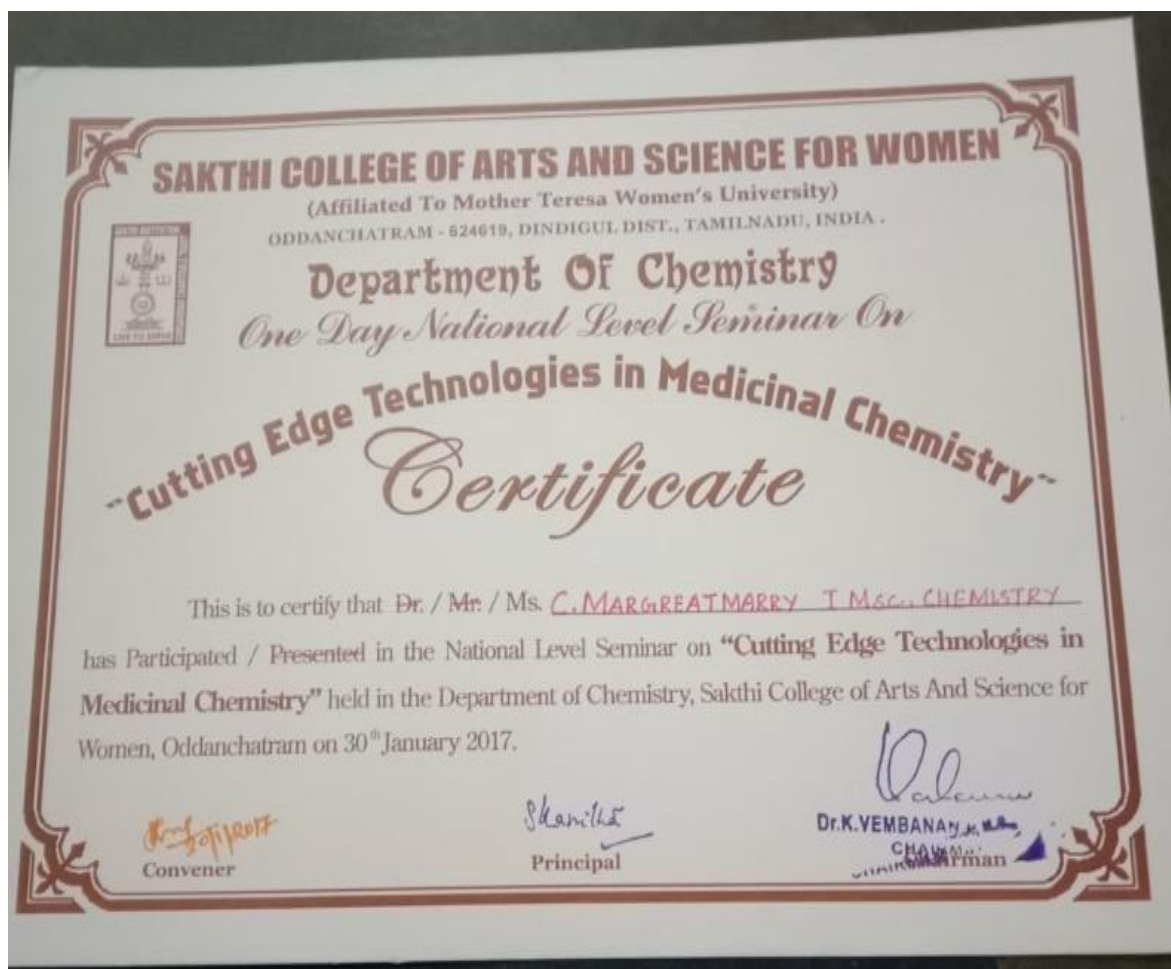 SAKTHI COLLEGE OF ARTS AND SCIENCE FOR WOMEN
(Affiliated To Mother Teresa Women's University)
ODDANCHATRAM - 624619, DINDIGUL DIST., TAMILNADU, INDIA .
Department Of Chemistry
One Day National Level Seminar On
"Cutting Edge Technologies in Medicinal Chemistry"
Certificate
This is to certify that Dr. / Mr. / Ms. C. MARGREATMARRY I MSC., CHEMISTRY
has Participated / Presented in the National Level Seminar on "Cutting Edge Technologies in
Medicinal Chemistry" held in the Department of Chemistry, Sakthi College of Arts And Science for
Women, Oddanchatram on 30th January 2017.
Convener
Principal
Dr.K.VEMBANAN